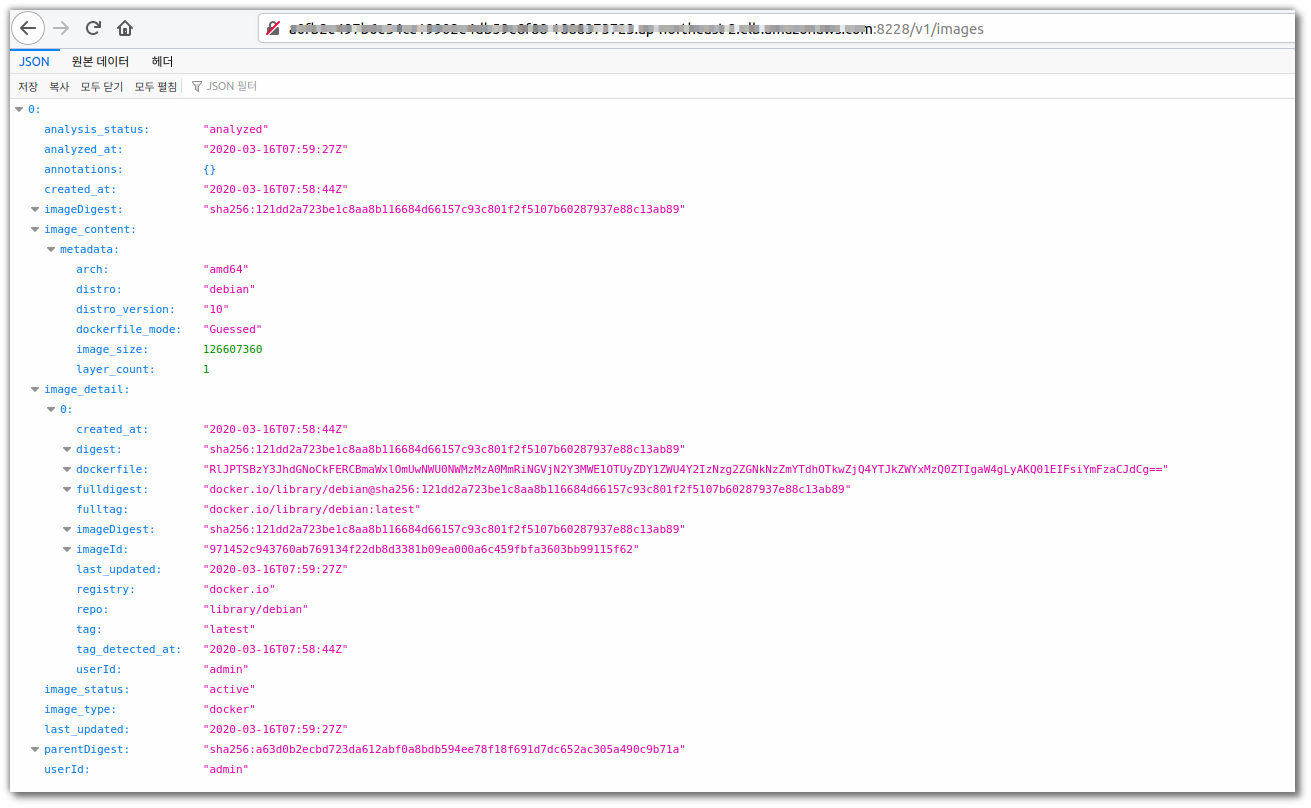 :8228/v1/images
JSON 원본 데이터 헤더
저장 복사 모두 닫기 모두 펼침 JSON 필터
0:
analysis_status: "analyzed"
analyzed_at: "2020-03-16T07:59:27Z"
annotations: {}
created_at: "2020-03-16T07:58:44Z"
imageDigest: "sha256:121dd2a723be1c8aa8b116684d66157c93c801f2f5107b60287937e88c13ab89"
image_content:
metadata:
arch: "amd64"
distro: "debian"
distro_version: "10"
dockerfile_mode: "Guessed"
image_size: 126607360
layer_count: 1
image_detail:
0:
created_at: "2020-03-16T07:58:44Z"
digest: "sha256:121dd2a723be1c8aa8b116684d66157c93c801f2f5107b60287937e88c13ab89"
dockerfile: "RlJPTSBzY3JhdGNoCkFERCBmaWxlOmUwNWU0NWMzMzA0MmRiNGVjN2Y3MWE1OTUyZDY1ZWU4Y2IzNzg2ZGNkNzZmYTdhOTkwZjQ4YTJkZWYxMzQ0ZTIgaW4gLyAKQ01EIFsiYmFzaCJdCg=="
fulldigest: "docker.io/library/debian@sha256:121dd2a723be1c8aa8b116684d66157c93c801f2f5107b60287937e88c13ab89"
fulltag: "docker.io/library/debian:latest"
imageDigest: "sha256:121dd2a723be1c8aa8b116684d66157c93c801f2f5107b60287937e88c13ab89"
imageId: "971452c943760ab769134f22db8d3381b09ea000a6c459fbfa3603bb99115f62"
last_updated: "2020-03-16T07:59:27Z"
registry: "docker.io"
repo: "library/debian"
tag: "latest"
tag_detected_at: "2020-03-16T07:58:44Z"
userId: "admin"
image_status: "active"
image_type: "docker"
last_updated: "2020-03-16T07:59:27Z"
parentDigest: "sha256:a63d0b2ecbd723da612abf0a8bdb594ee78f18f691d7dc652ac305a490c9b71a"
userId: "admin"